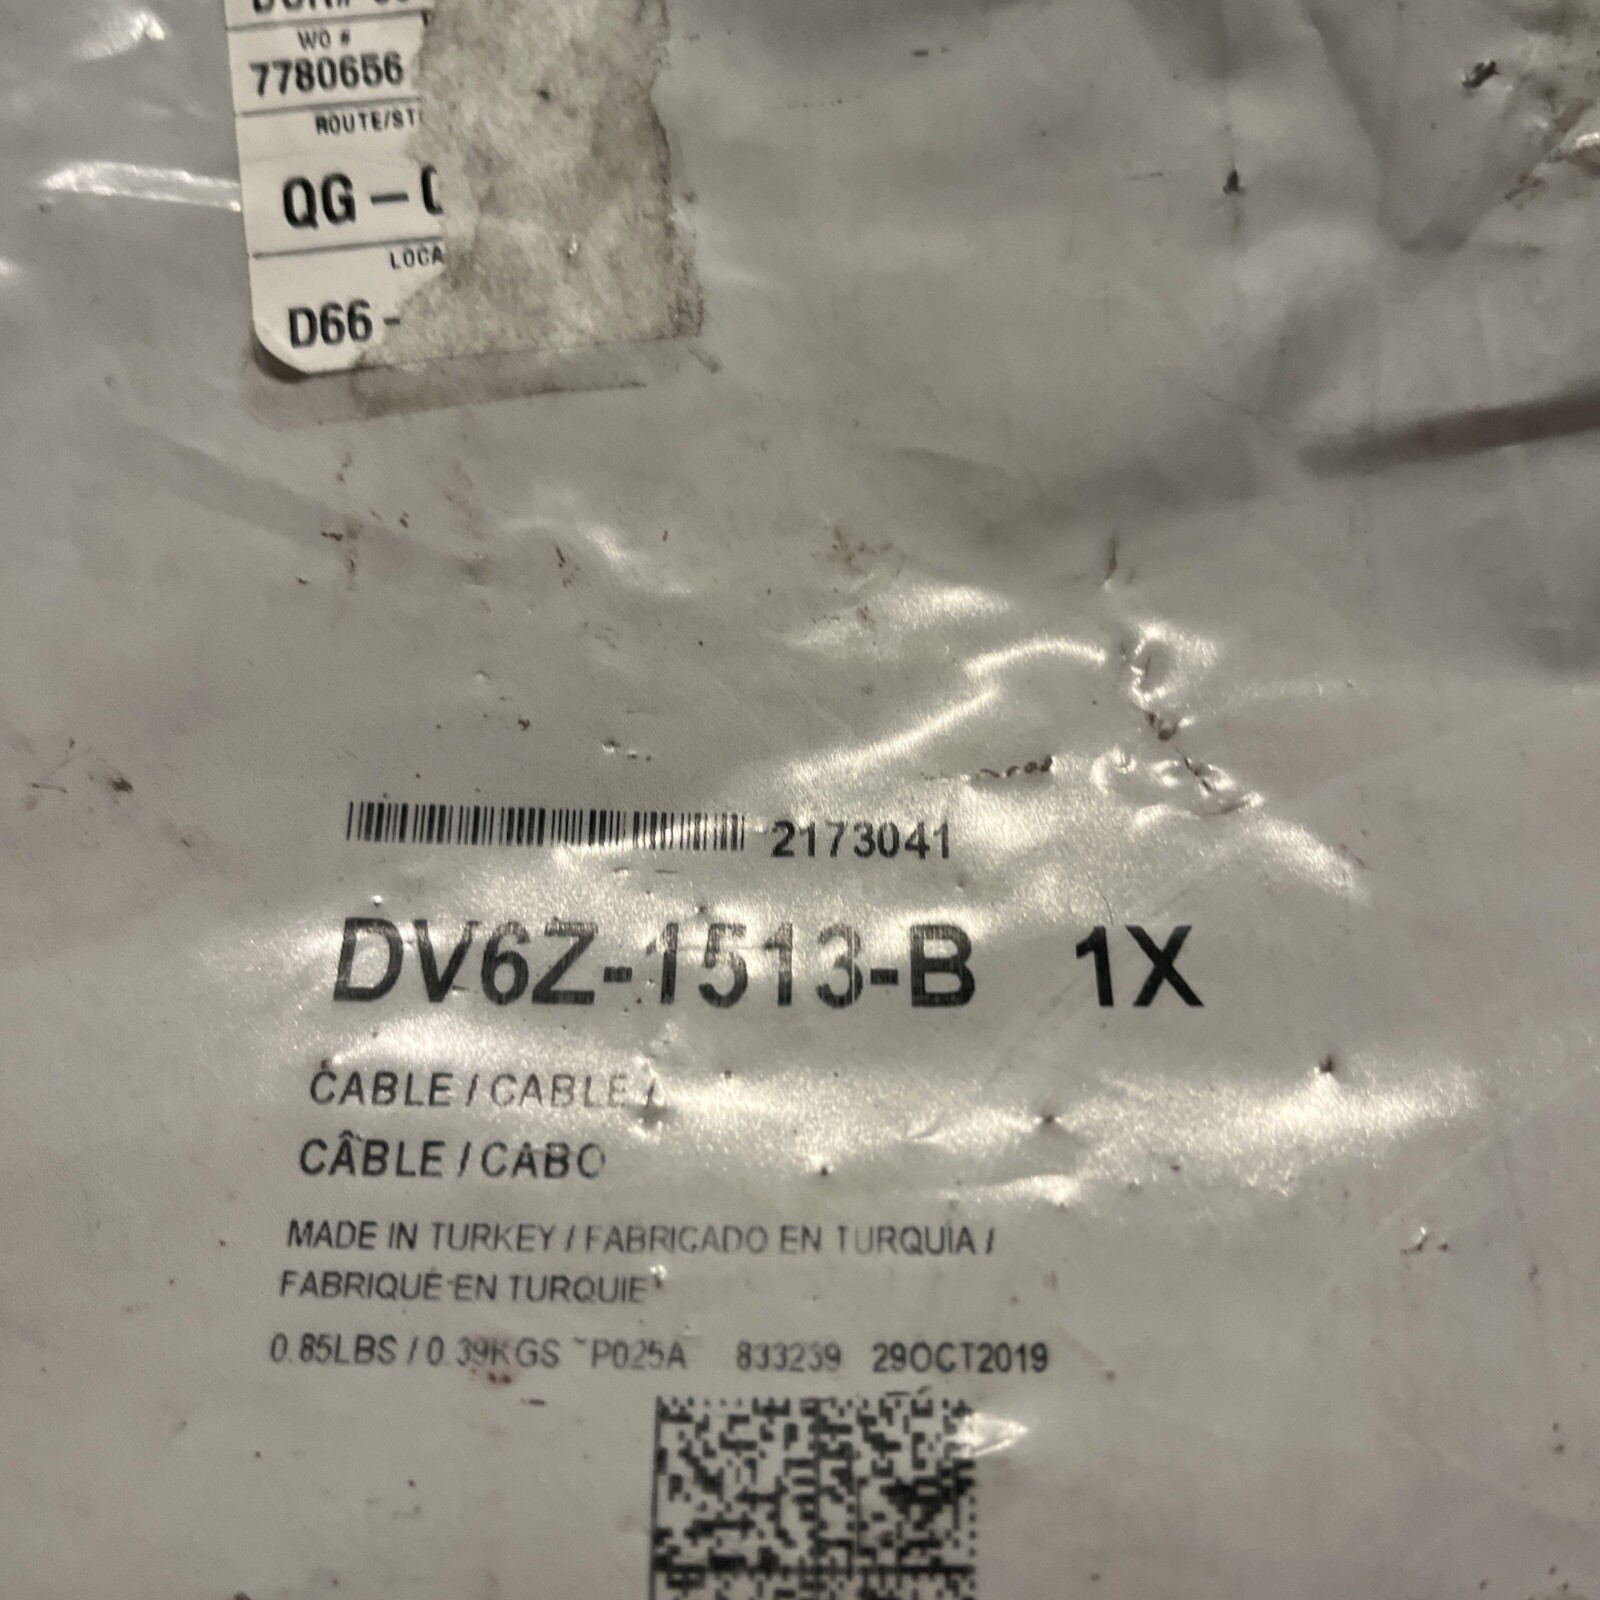 WO #
7780656
ROUTE/ST
QG-
LOCA
D66-
2173041
DV6Z-1513-B 1X
CABLE / CABLE /
CÂBLE / CABO
MADE IN TURKEY / FABRICADO EN TURQUIA /
FABRIQUÉ EN TURQUIE
0.85LBS / 0.39KGS P025A 833239 29OCT2019